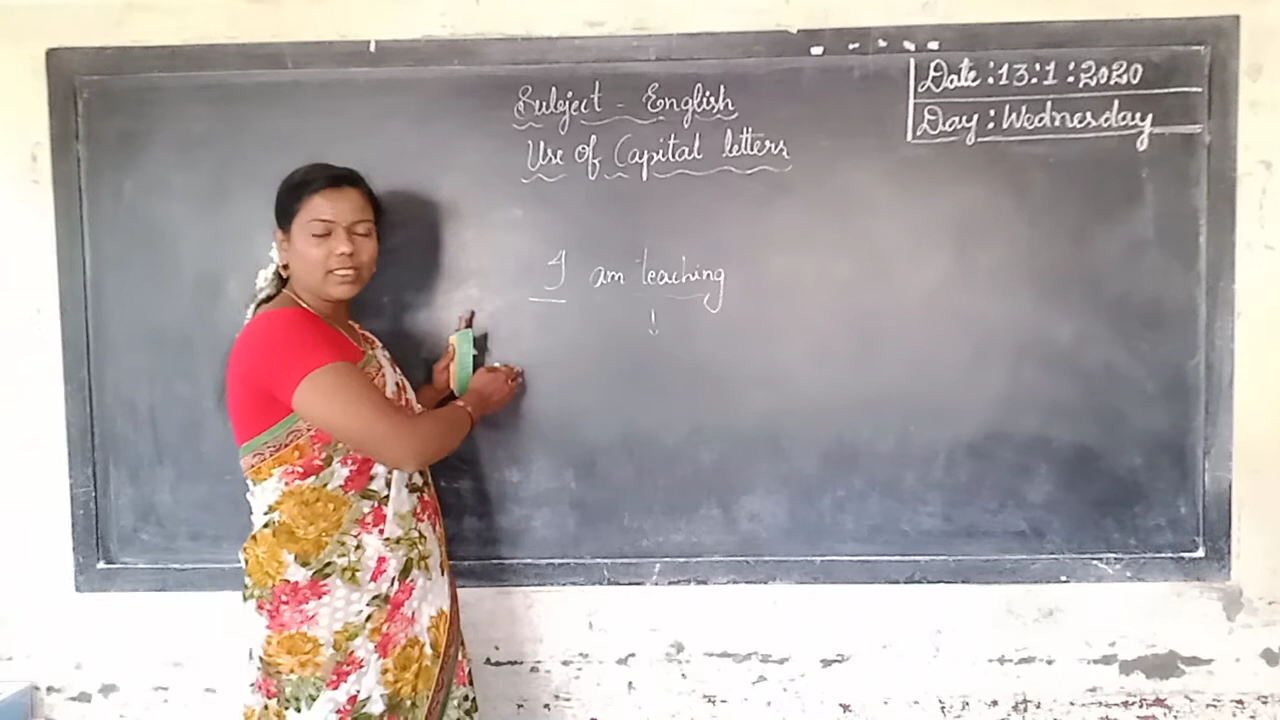 Subject - English
Use of Capital letters
Date : 13 : 1 : 2020
Day : Wednesday
I am teaching